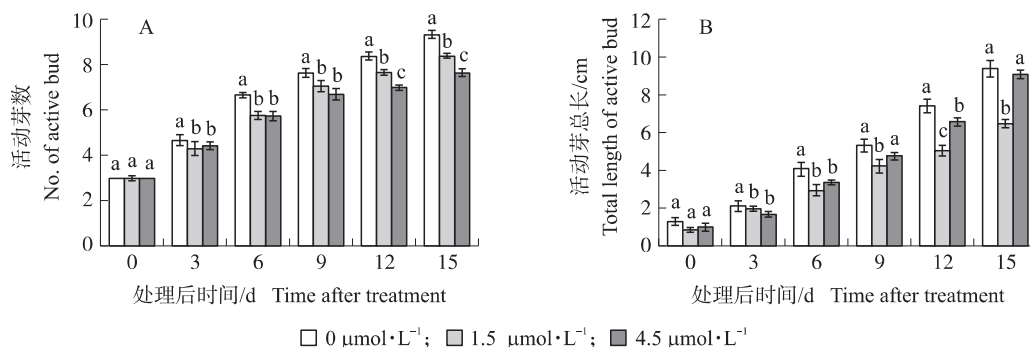 A
活动芽数
No. of active bud
10
8
6
4
2
0
a a a
a b b
a b b
a b b
a b c
a b c
0 3 6 9 12 15
处理后时间/d Time after treatment
B
活动芽总长/cm
Total length of active bud
12
10
8
6
4
2
0
a a a
a b b
a b b
a b a
a c b
a b a
0 3 6 9 12 15
处理后时间/d Time after treatment
0 μmol·L⁻¹； 1.5 μmol·L⁻¹； 4.5 μmol·L⁻¹